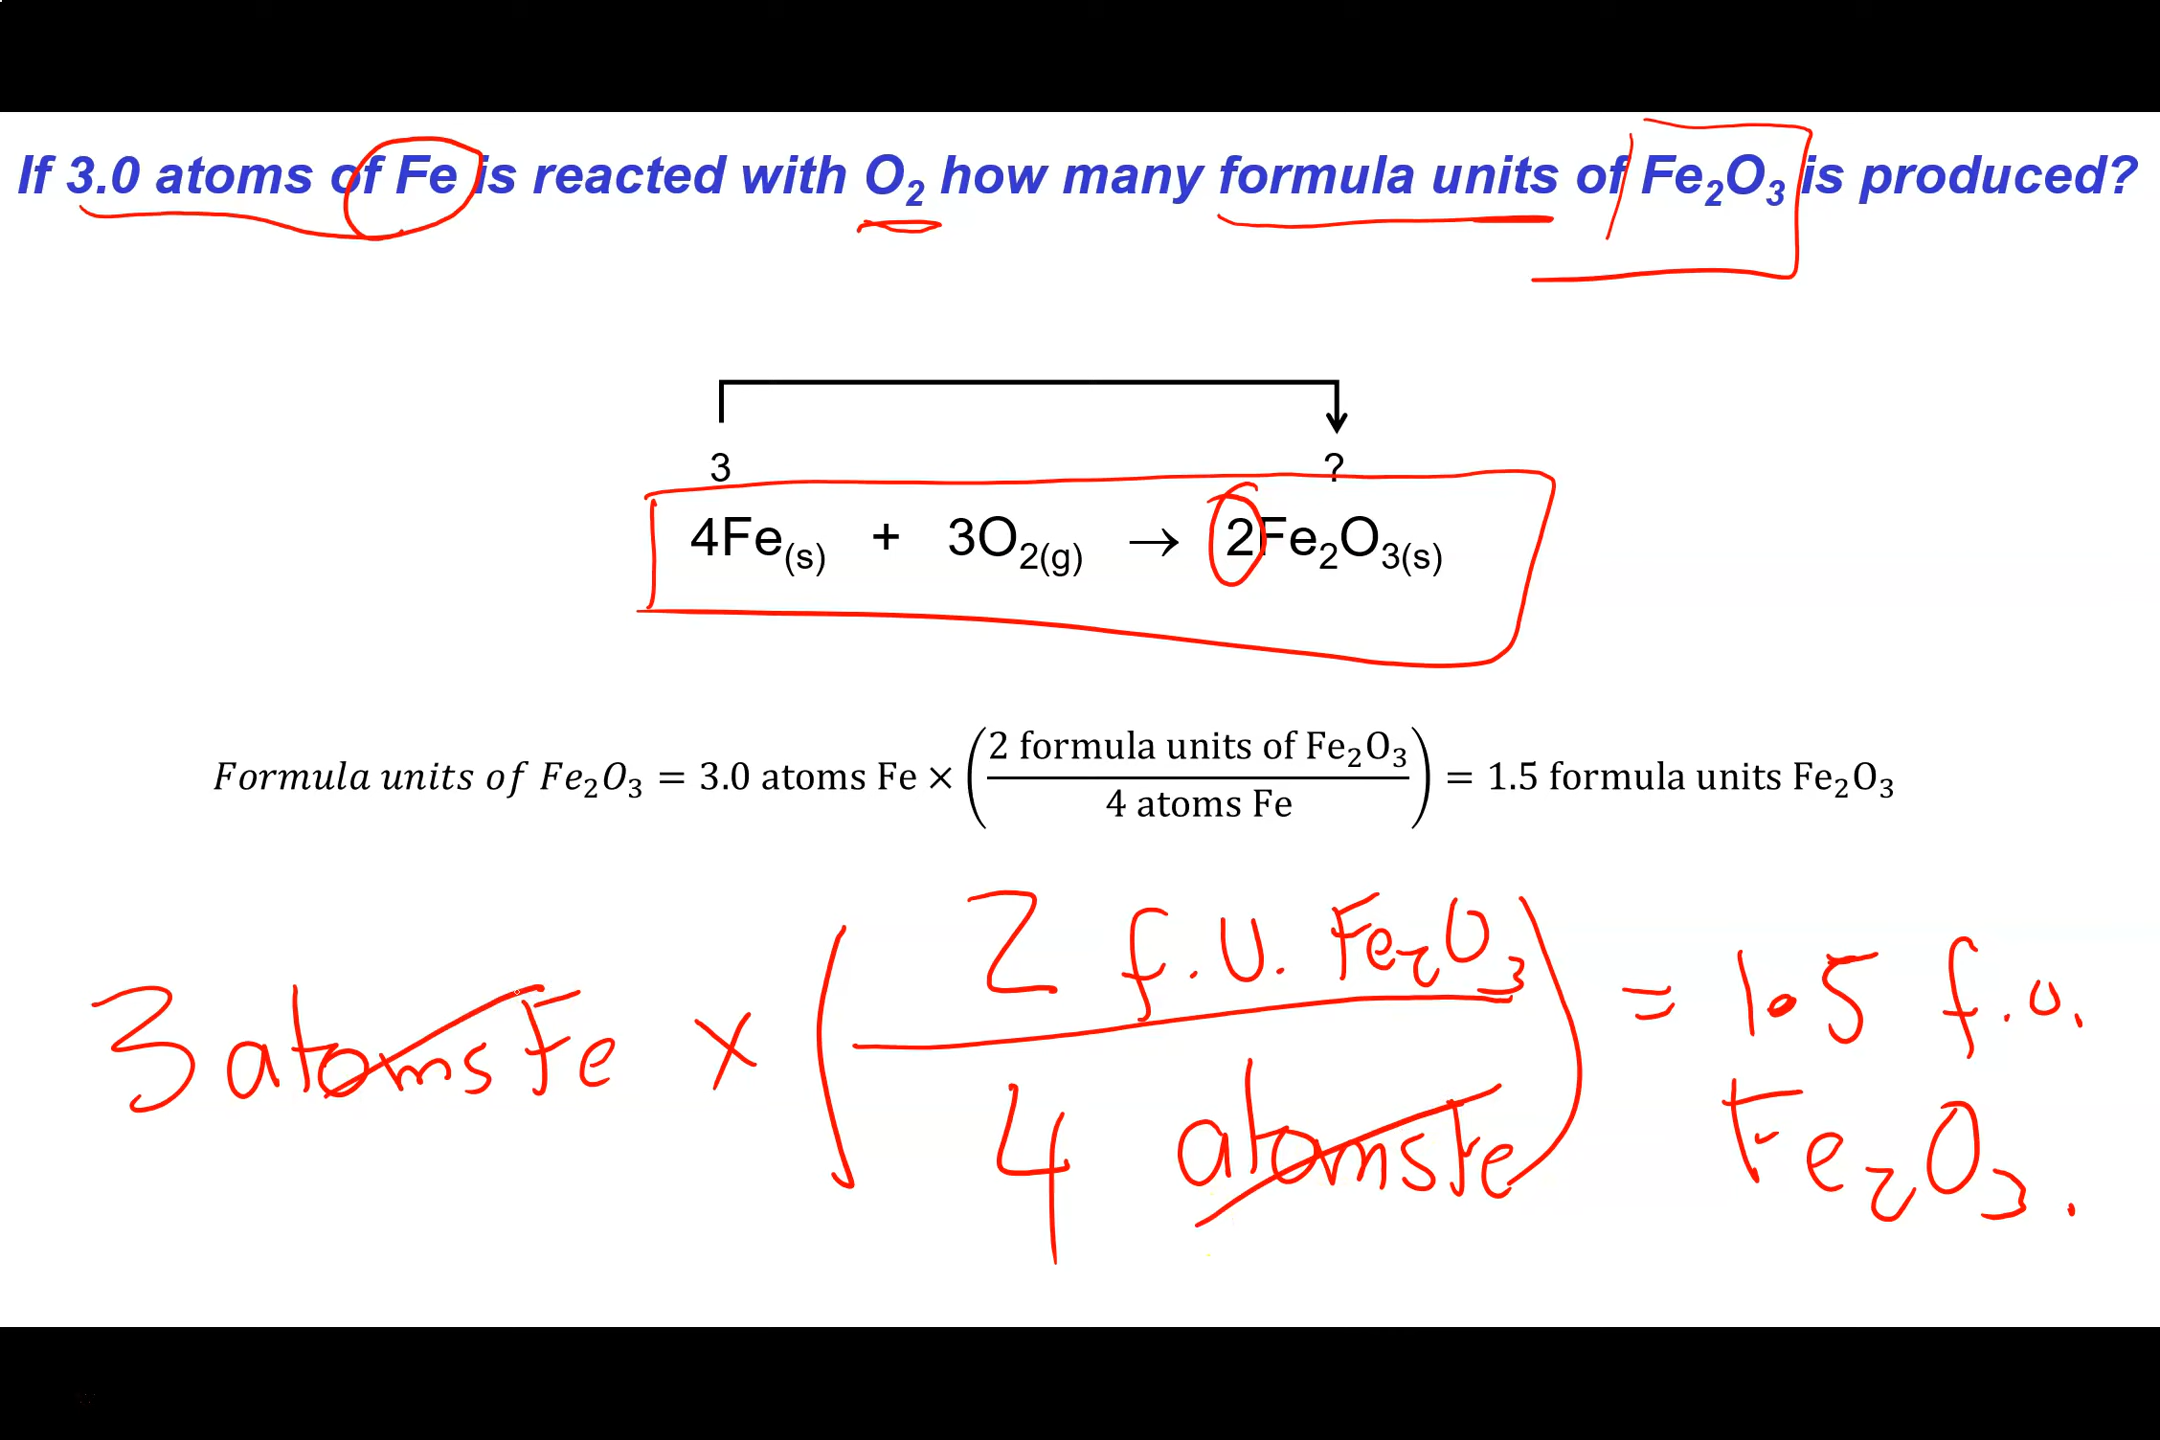 If 3.0 atoms of Fe is reacted with O₂ how many formula units of Fe₂O₃ is produced?
3 ?
4Fe(s) + 3O₂(g) → 2Fe₂O₃(s)
Formula units of Fe₂O₃ = 3.0 atoms Fe × (2 formula units of Fe₂O₃ / 4 atoms Fe) = 1.5 formula units Fe₂O₃
3 atoms Fe × (2 f.u. Fe₂O₃ / 4 atoms Fe) = 1.5 f.u.
Fe₂O₃.